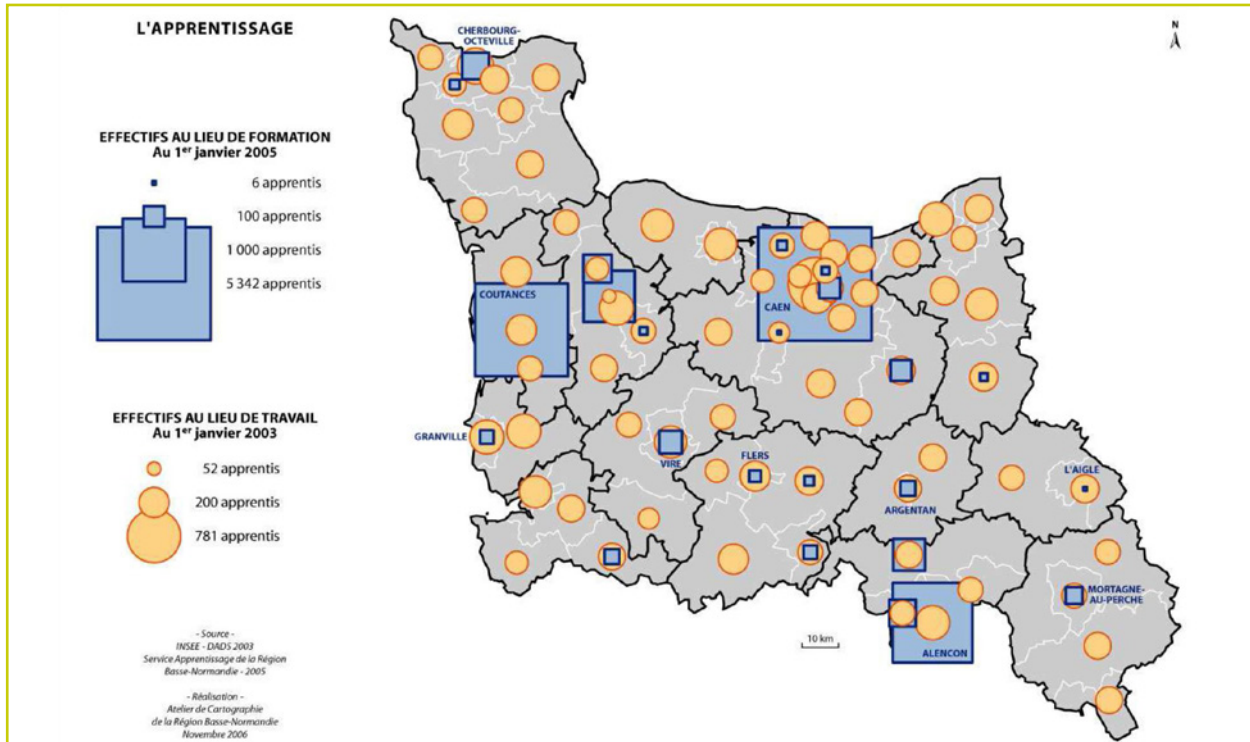 L'APPRENTISSAGE
EFFECTIFS AU LIEU DE FORMATION
Au 1er janvier 2005
6 apprentis
100 apprentis
1 000 apprentis
5 342 apprentis
EFFECTIFS AU LIEU DE TRAVAIL
Au 1er janvier 2003
52 apprentis
200 apprentis
781 apprentis
- Source -
INSEE - DADS 2003
Service Apprentissage de la Région
Basse-Normandie - 2005
- Réalisation -
Atelier de Cartographie
de la Région Basse-Normandie
Novembre 2006
N
CHERBOURG-
OCTEVILLE
COUTANCES
CAEN
GRANVILLE
VIRE
FLERS
ARGENTAN
L'AIGLE
MORTAGNE-
AU-PERCHE
ALENCON
10 km